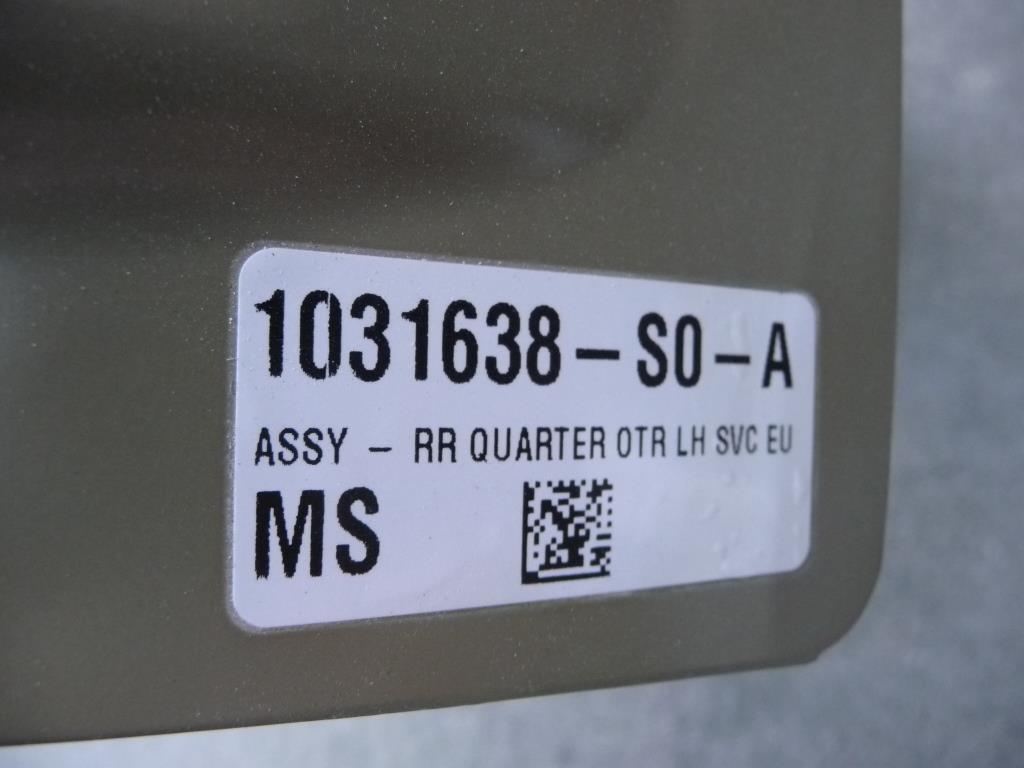 1031638-S0-A
ASSY - RR QUARTER OTR LH SVC EU
MS